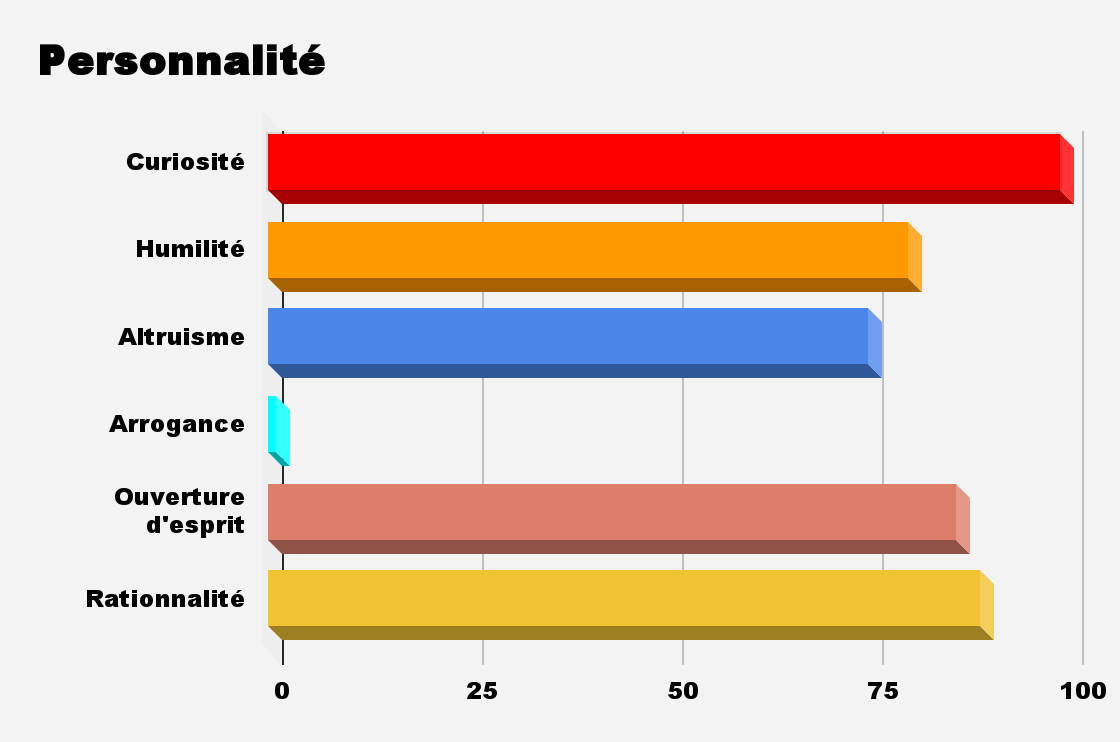 Personnalité
Curiosité
Humilité
Altruisme
Arrogance
Ouverture
d'esprit
Rationnalité
0 25 50 75 100